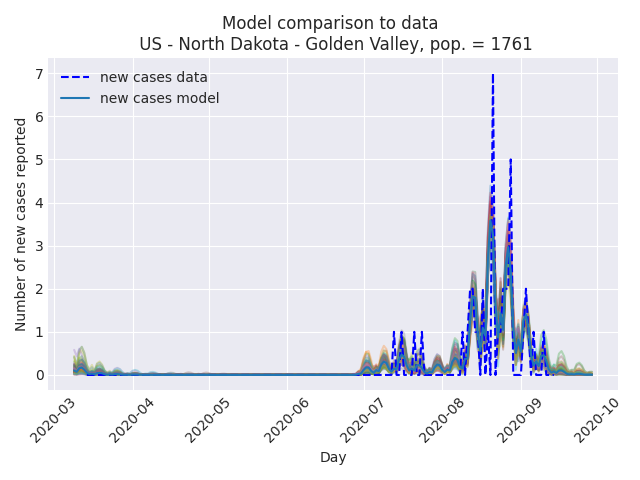 Model comparison to data
US - North Dakota - Golden Valley, pop. = 1761
new cases data
new cases model
Number of new cases reported
7
6
5
4
3
2
1
0
2020-03
2020-04
2020-05
2020-06
2020-07
2020-08
2020-09
2020-10
Day